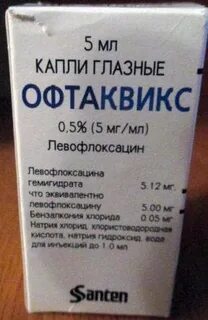 5 мл
КАПЛИ ГЛАЗНЫЕ
ОФТАКВИКС
0.5% (5 мг/мл)
Левофлоксацин
Левофлоксацина
гемигидрата 5.12 мг.
что эквивалентно
левофлоксацину 5.00 мг.
Бензалкония хлорида 0.05 мг
Натрия хлорид, хлористоводородная
кислота, натрия гидроксид, вода
для инъекций до 1.0 мл
Santen